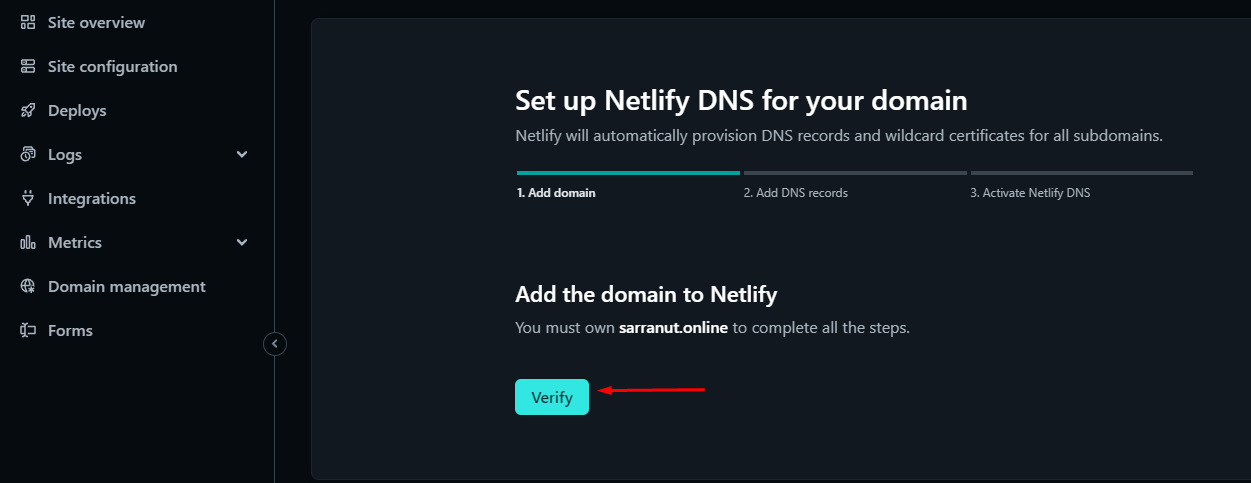 Site overview
Site configuration
Deploys
Logs
Integrations
Metrics
Domain management
Forms
Set up Netlify DNS for your domain
Netlify will automatically provision DNS records and wildcard certificates for all subdomains.
1. Add domain
2. Add DNS records
3. Activate Netlify DNS
Add the domain to Netlify
You must own sarranut.online to complete all the steps.
Verify